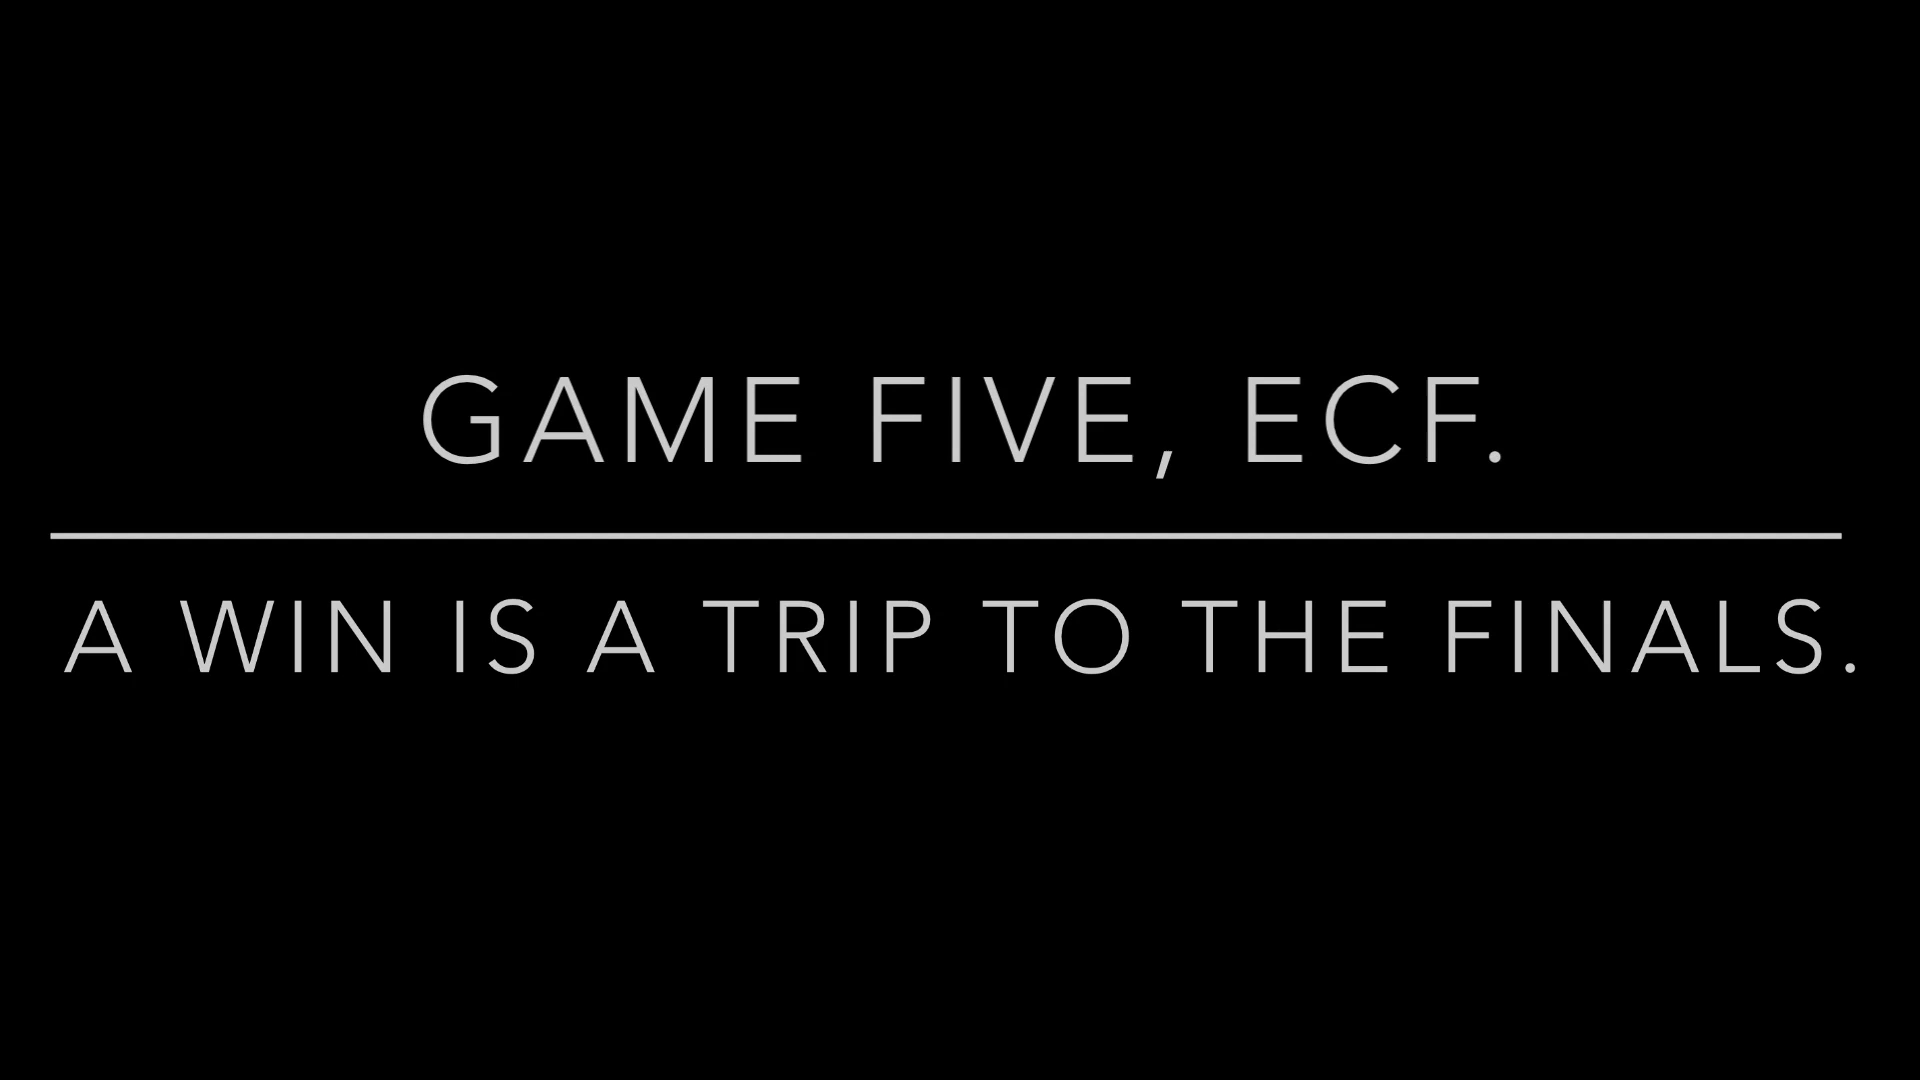 GAME FIVE, ECF.
A WIN IS A TRIP TO THE FINALS.